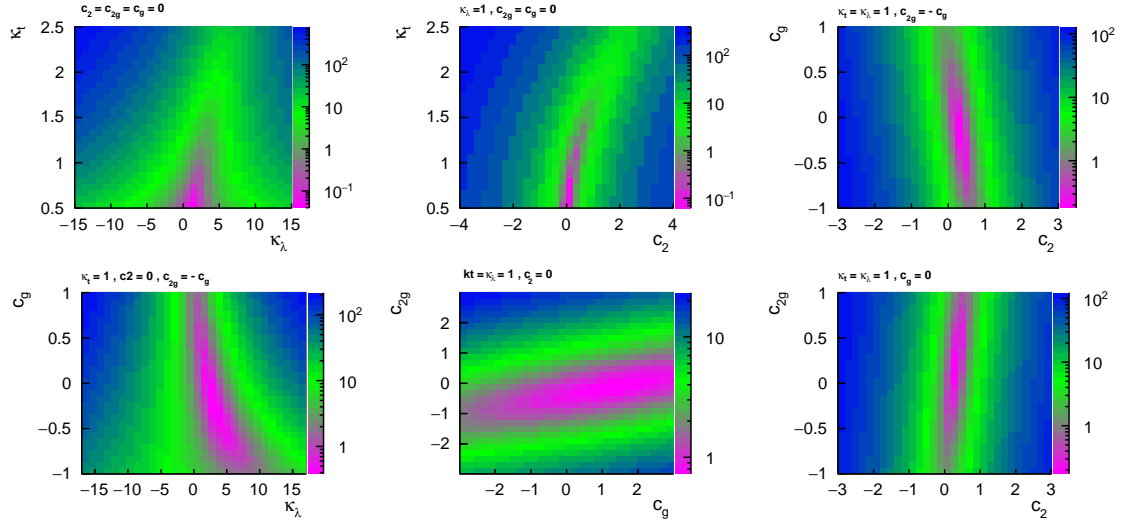 c₂ = c₂g = cg = 0
κt
2.5
2
1.5
1
0.5
−15 −10 −5 0 5 10 15
κλ
10²
10
1
10⁻¹
κλ =1 , c₂g = cg = 0
κt
2.5
2
1.5
1
0.5
−4 −2 0 2 4
c₂
10²
10
1
10⁻¹
κt = κλ = 1 , c₂g = - cg
cg
1
0.5
0
−0.5
−1
−3 −2 −1 0 1 2 3
c₂
10²
10
1
κt = 1 , c2 = 0 , c₂g = - cg
cg
1
0.5
0
−0.5
−1
−15 −10 −5 0 5 10 15
κλ
10²
10
1
kt = κλ = 1 , c₂ = 0
c₂g
2
1
0
−1
−2
−2 −1 0 1 2
cg
10
1
κt = κλ = 1 , cg = 0
c₂g
1
0.5
0
−0.5
−1
−3 −2 −1 0 1 2 3
c₂
10²
10
1